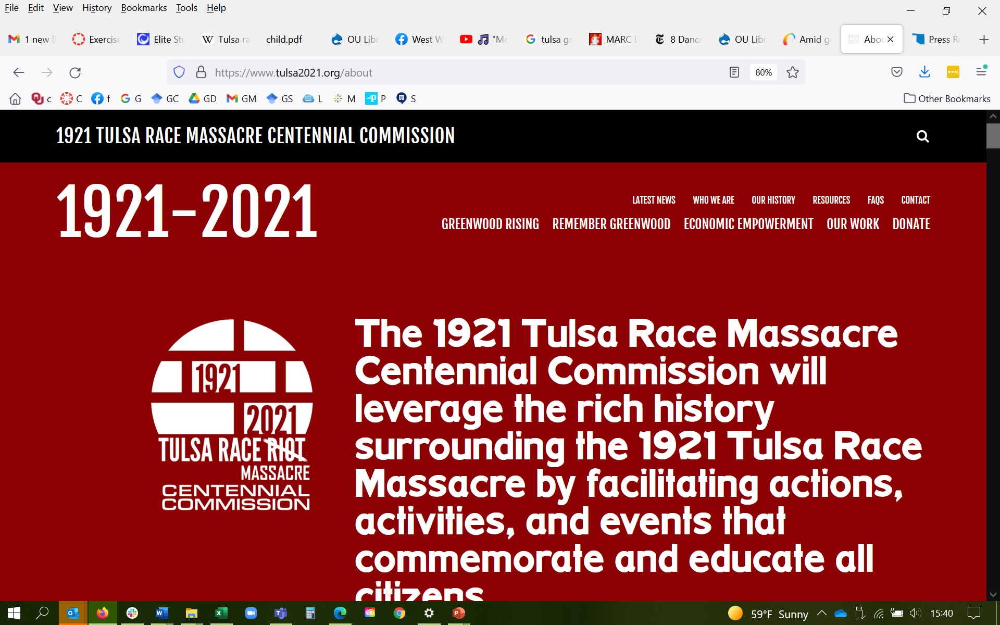 File Edit View History Bookmarks Tools Help
1 new li Exercise Elite Stu Tulsa ra child.pdf OU Libr West W "Mc tulsa gr MARC D 8 Dance OU Libr Amid g Abou Press Re
https://www.tulsa2021.org/about 80%
c C f G GC GD GM GS L M P S Other Bookmarks
1921 TULSA RACE MASSACRE CENTENNIAL COMMISSION
1921-2021
LATEST NEWS WHO WE ARE OUR HISTORY RESOURCES FAQS CONTACT
GREENWOOD RISING REMEMBER GREENWOOD ECONOMIC EMPOWERMENT OUR WORK DONATE
1921
2021
TULSA RACE RIOT
MASSACRE
CENTENNIAL
COMMISSION
The 1921 Tulsa Race Massacre
Centennial Commission will
leverage the rich history
surrounding the 1921 Tulsa Race
Massacre by facilitating actions,
activities, and events that
commemorate and educate all
citizens
59°F Sunny 15:40